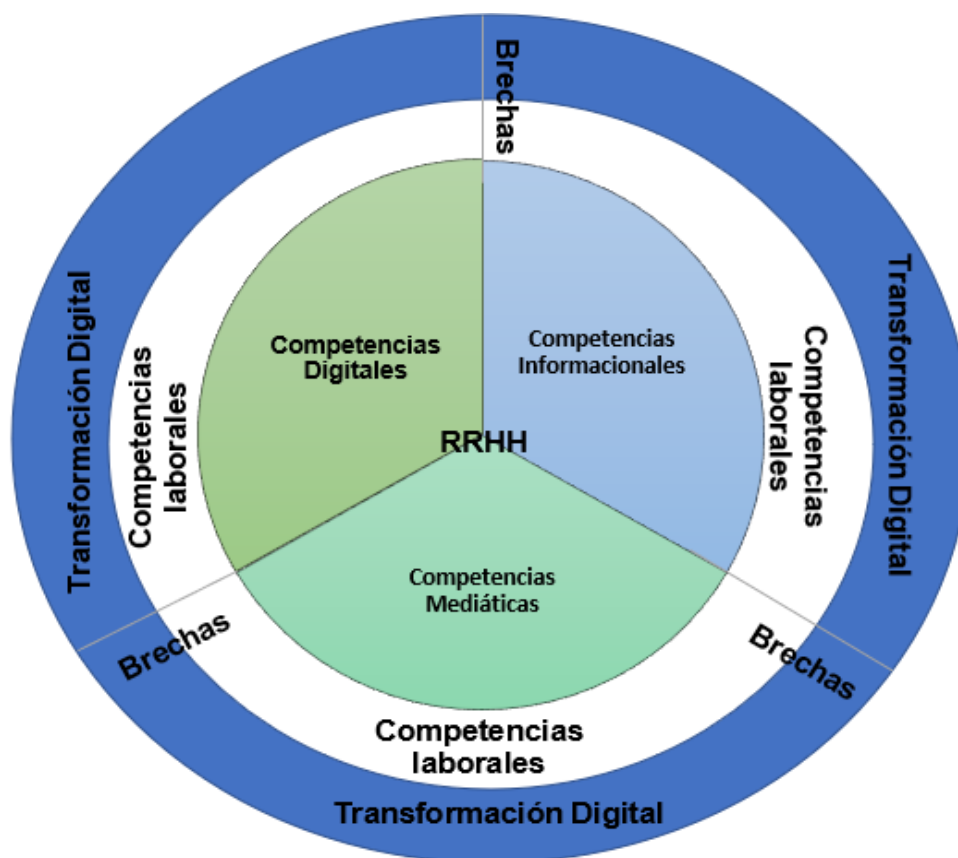 Brechas
Transformación Digital
Competencias
laborales
Competencias
Digitales
Competencias
Informacionales
Competencias
laborales
Transformación Digital
RRHH
Competencias
Mediáticas
Brechas
Brechas
Competencias
laborales
Transformación Digital